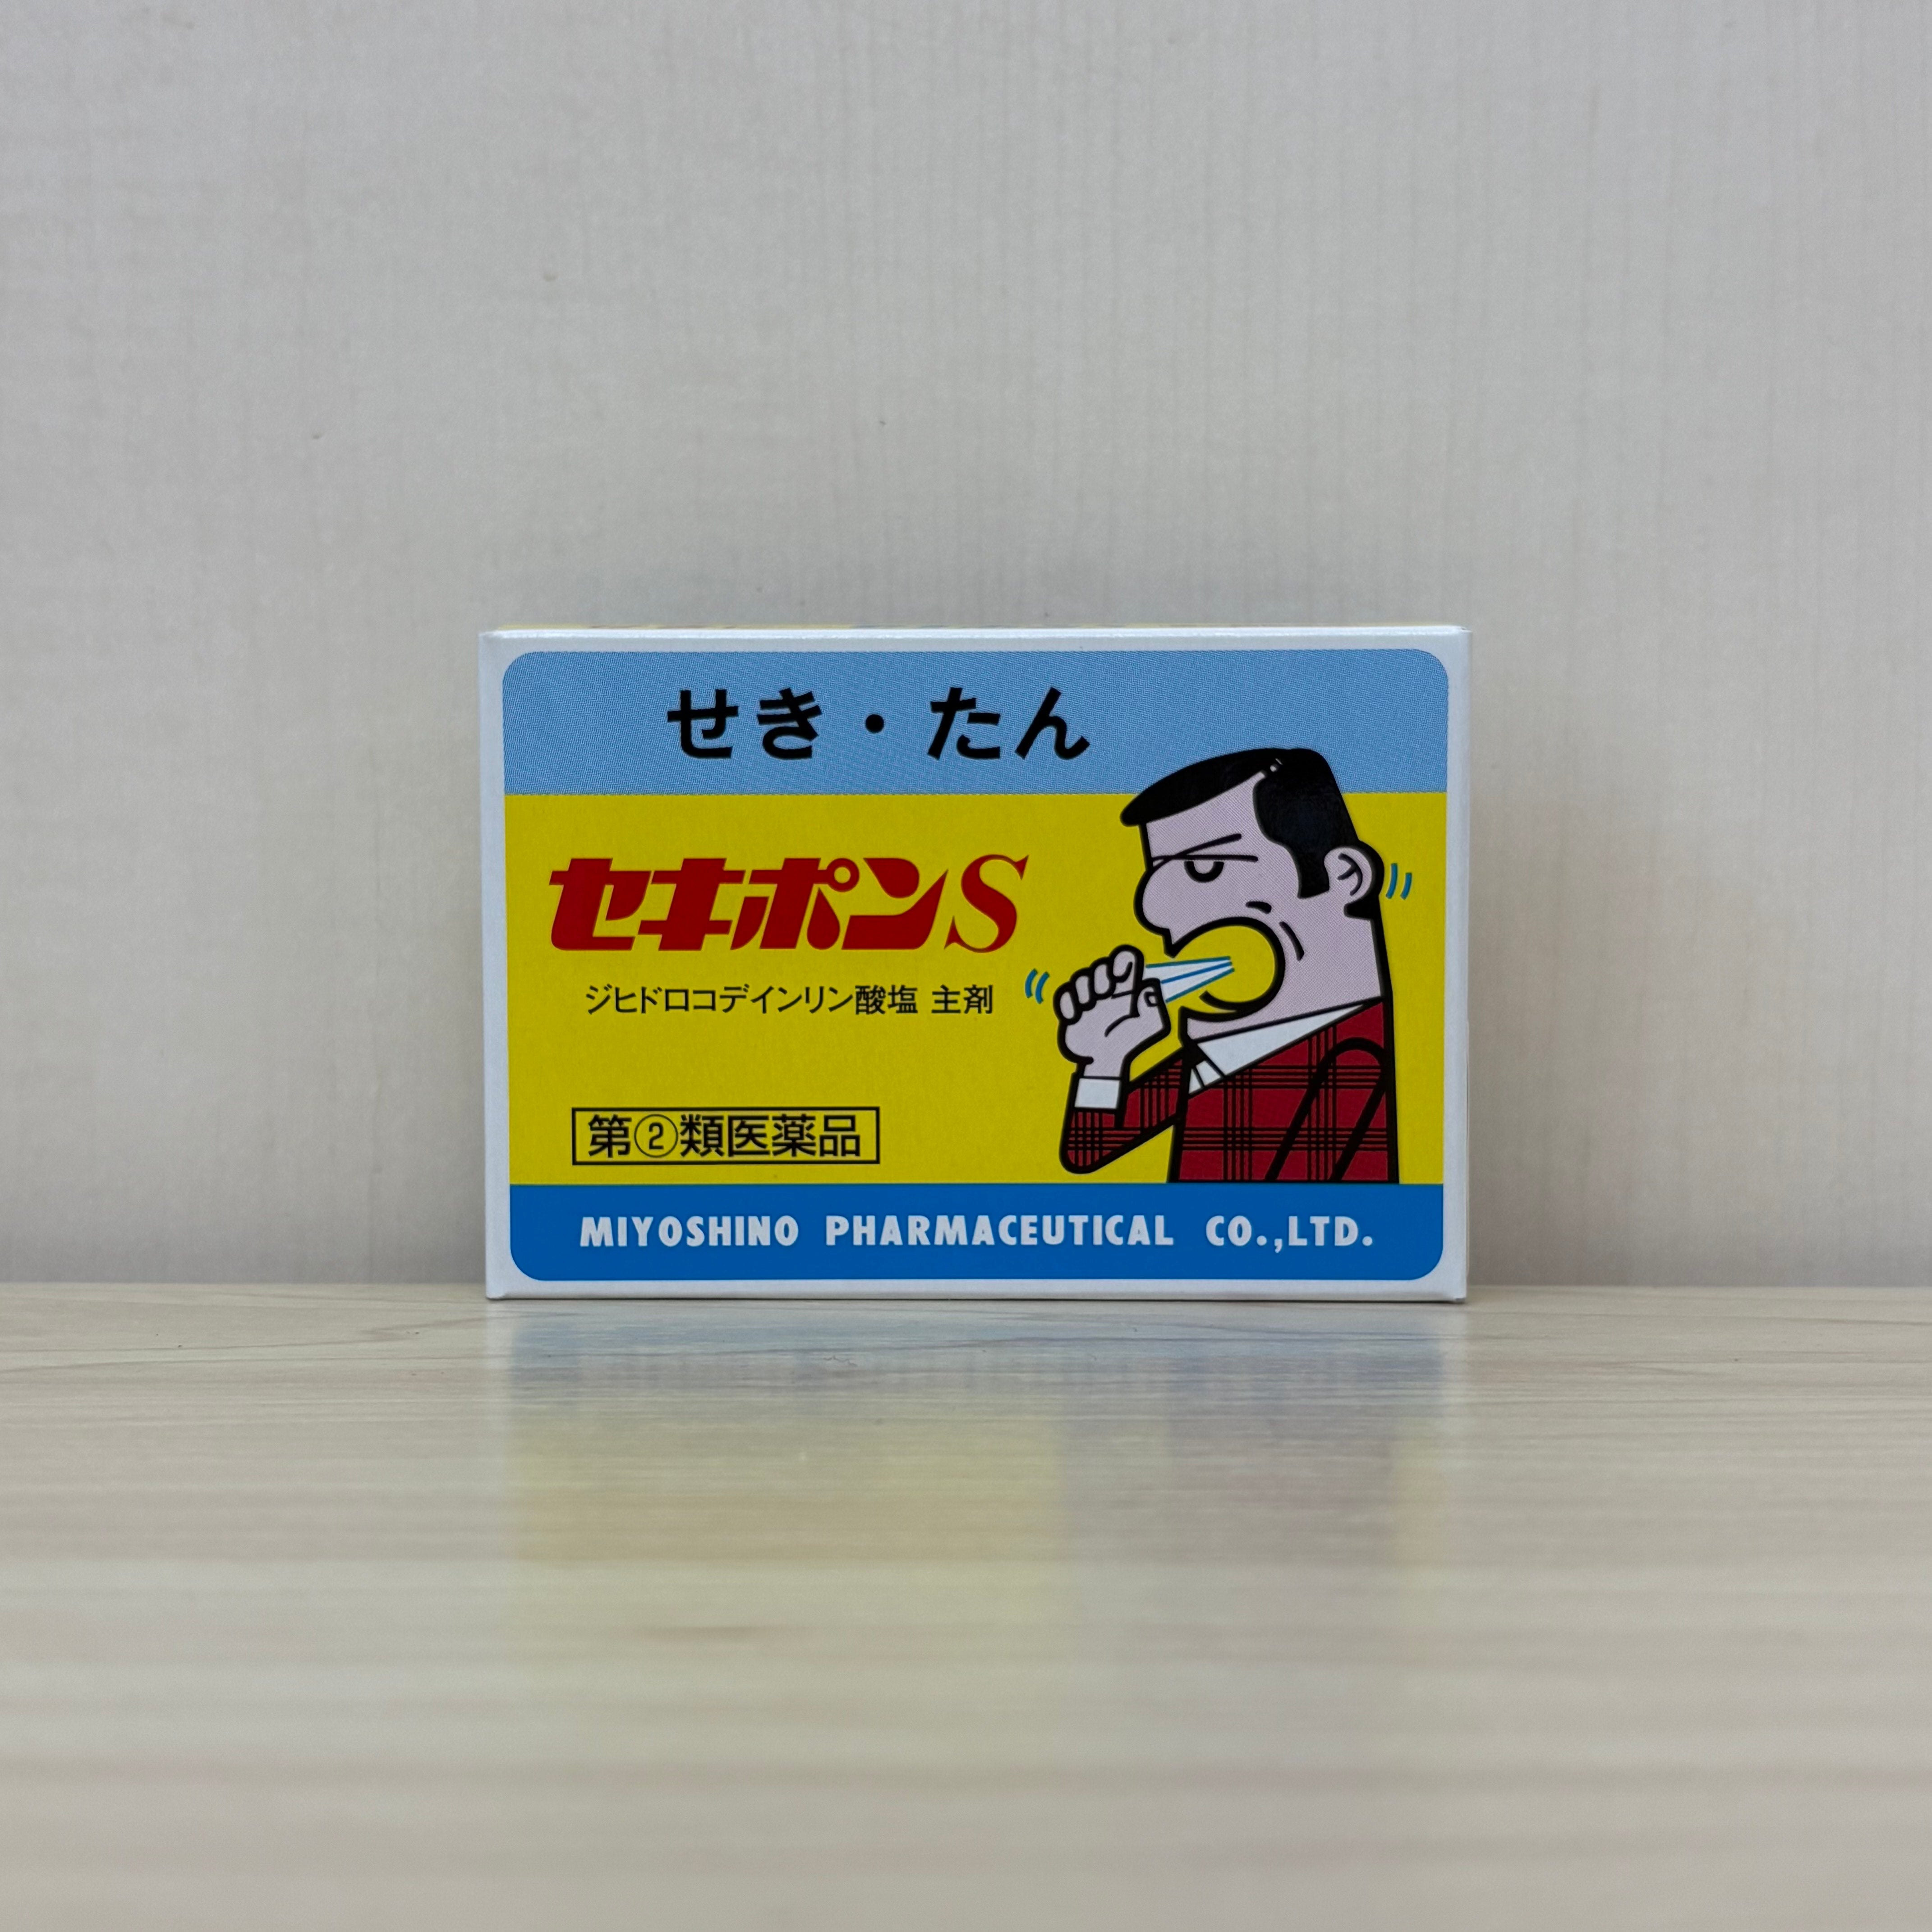 せき・たん
セキポンS
ジヒドロコデインリン酸塩 主剤
第②類医薬品
MIYOSHINO PHARMACEUTICAL CO.,LTD.